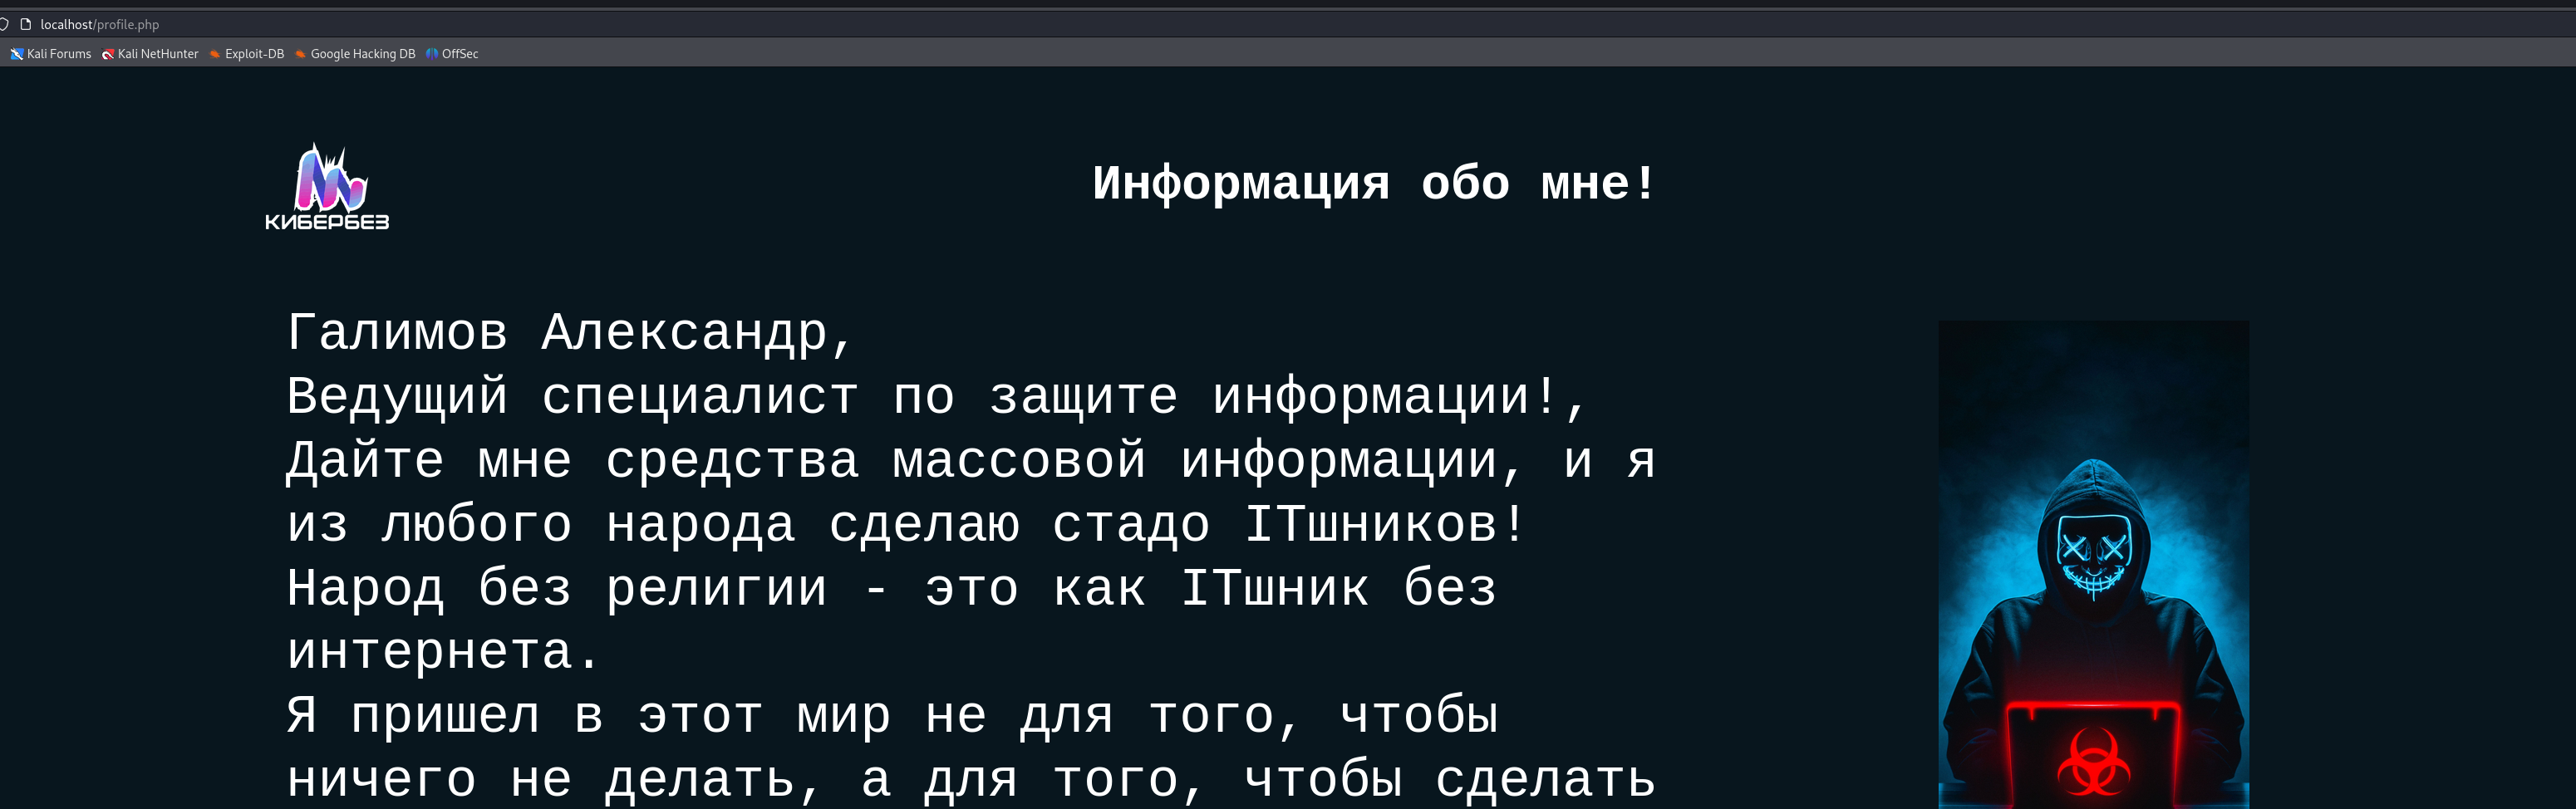 localhost/profile.php
Kali Forums Kali NetHunter Exploit-DB Google Hacking DB OffSec
КИБЕРБЕЗ
Информация обо мне!
Галимов Александр,
Ведущий специалист по защите информации!,
Дайте мне средства массовой информации, и я
из любого народа сделаю стадо ITшников!
Народ без религии - это как ITшник без
интернета.
Я пришел в этот мир не для того, чтобы
ничего не делать, а для того, чтобы сделать